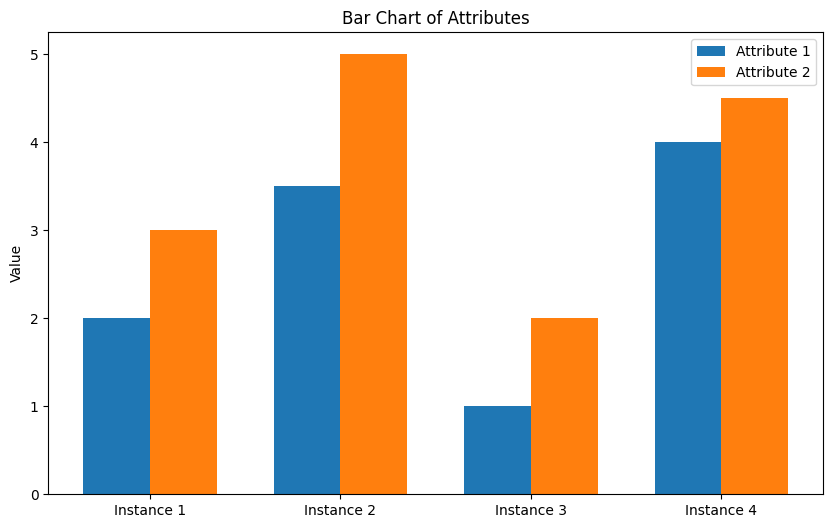 Bar Chart of Attributes
Attribute 1
Attribute 2
Value
5
4
3
2
1
0
Instance 1
Instance 2
Instance 3
Instance 4